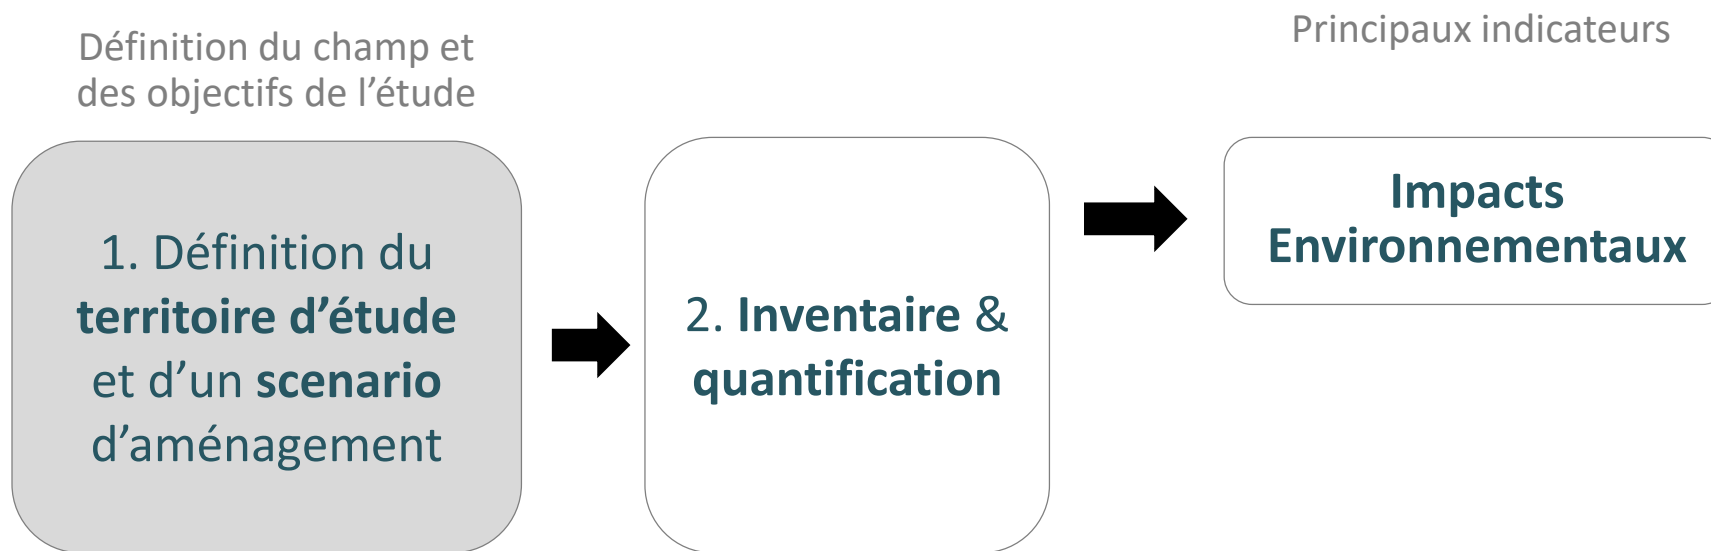 Définition du champ et
des objectifs de l’étude
Principaux indicateurs
1. Définition du
territoire d’étude
et d’un scenario
d’aménagement
2. Inventaire &
quantification
Impacts
Environnementaux